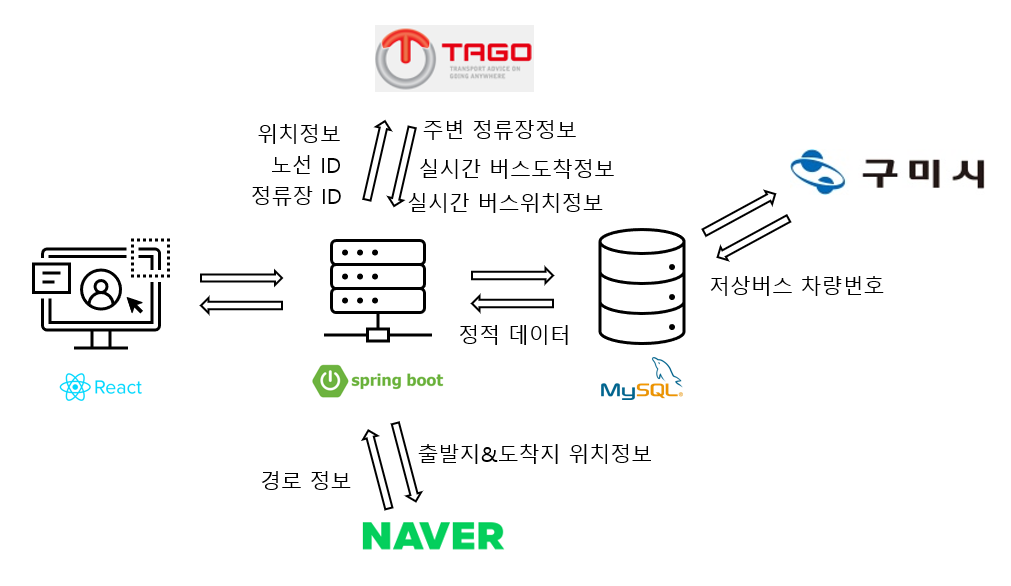 TAGO
TRANSPORT ADVICE ON
GOING ANYWHERE
위치정보
노선 ID
정류장 ID
주변 정류장정보
실시간 버스도착정보
실시간 버스위치정보
구미시
저상버스 차량번호
정적 데이터
React
spring boot
MySQL
경로 정보
출발지&도착지 위치정보
NAVER